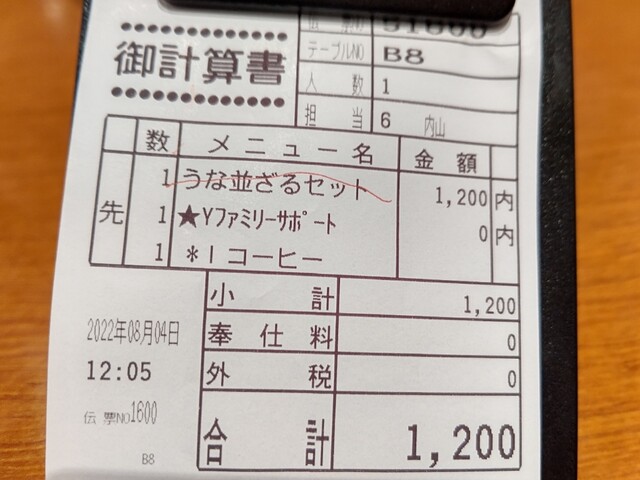 御計算書
テーブルNO B8
人数 1
担当 6 内山
数 メニュー名 金額
先 1 うな並ざるセット 1,200 内
1 ★Yファミリーサポート 0 内
1 *Iコーヒー
小計 1,200
奉仕料 0
外税 0
合計 1,200
2022年08月04日
12:05
伝票NO1600
B8